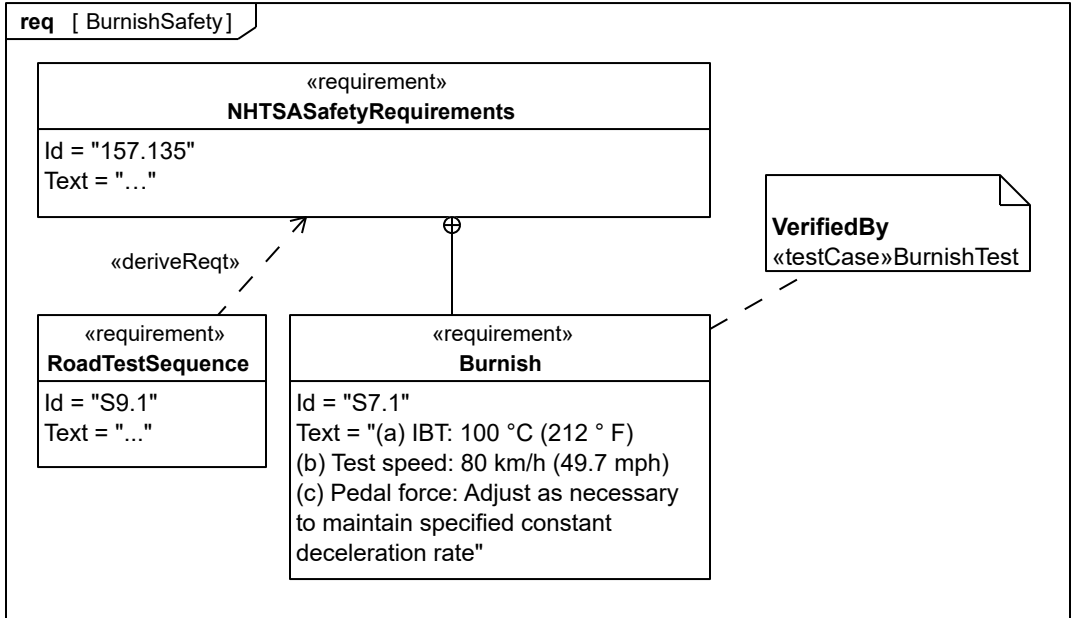 req [ BurnishSafety ]
«requirement»
NHTSASafetyRequirements
Id = "157.135"
Text = "…"
VerifiedBy
«testCase»BurnishTest
«deriveReqt»
«requirement»
RoadTestSequence
Id = "S9.1"
Text = "..."
«requirement»
Burnish
Id = "S7.1"
Text = "(a) IBT: 100 °C (212 ° F)
(b) Test speed: 80 km/h (49.7 mph)
(c) Pedal force: Adjust as necessary
to maintain specified constant
deceleration rate"